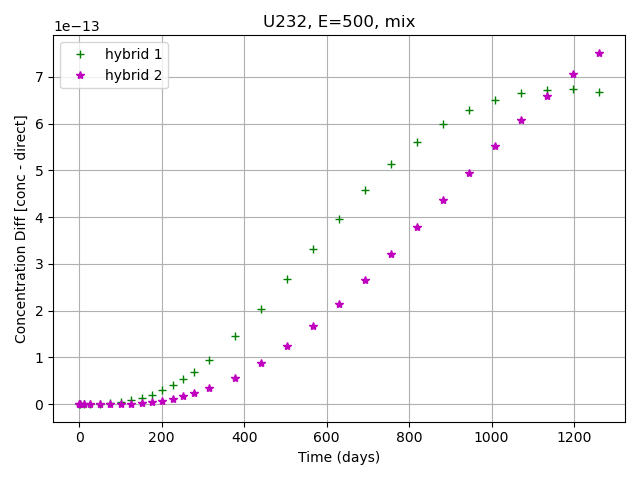 U232, E=500, mix
1e−13
hybrid 1
hybrid 2
Concentration Diff [conc - direct]
7
6
5
4
3
2
1
0
0 200 400 600 800 1000 1200
Time (days)